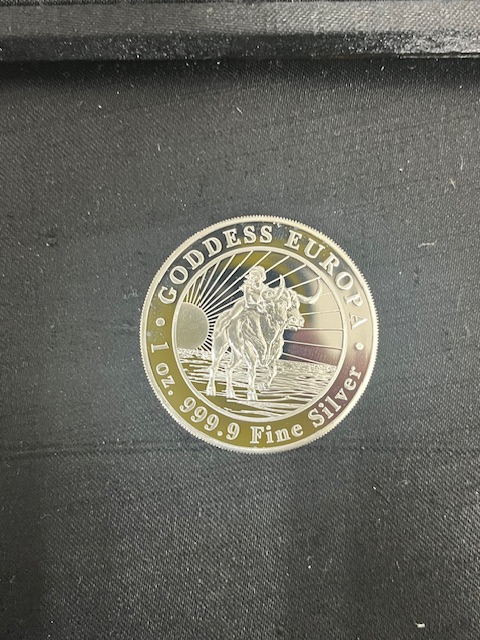 GODDESS EUROPA
1 oz. 999.9 Fine Silver